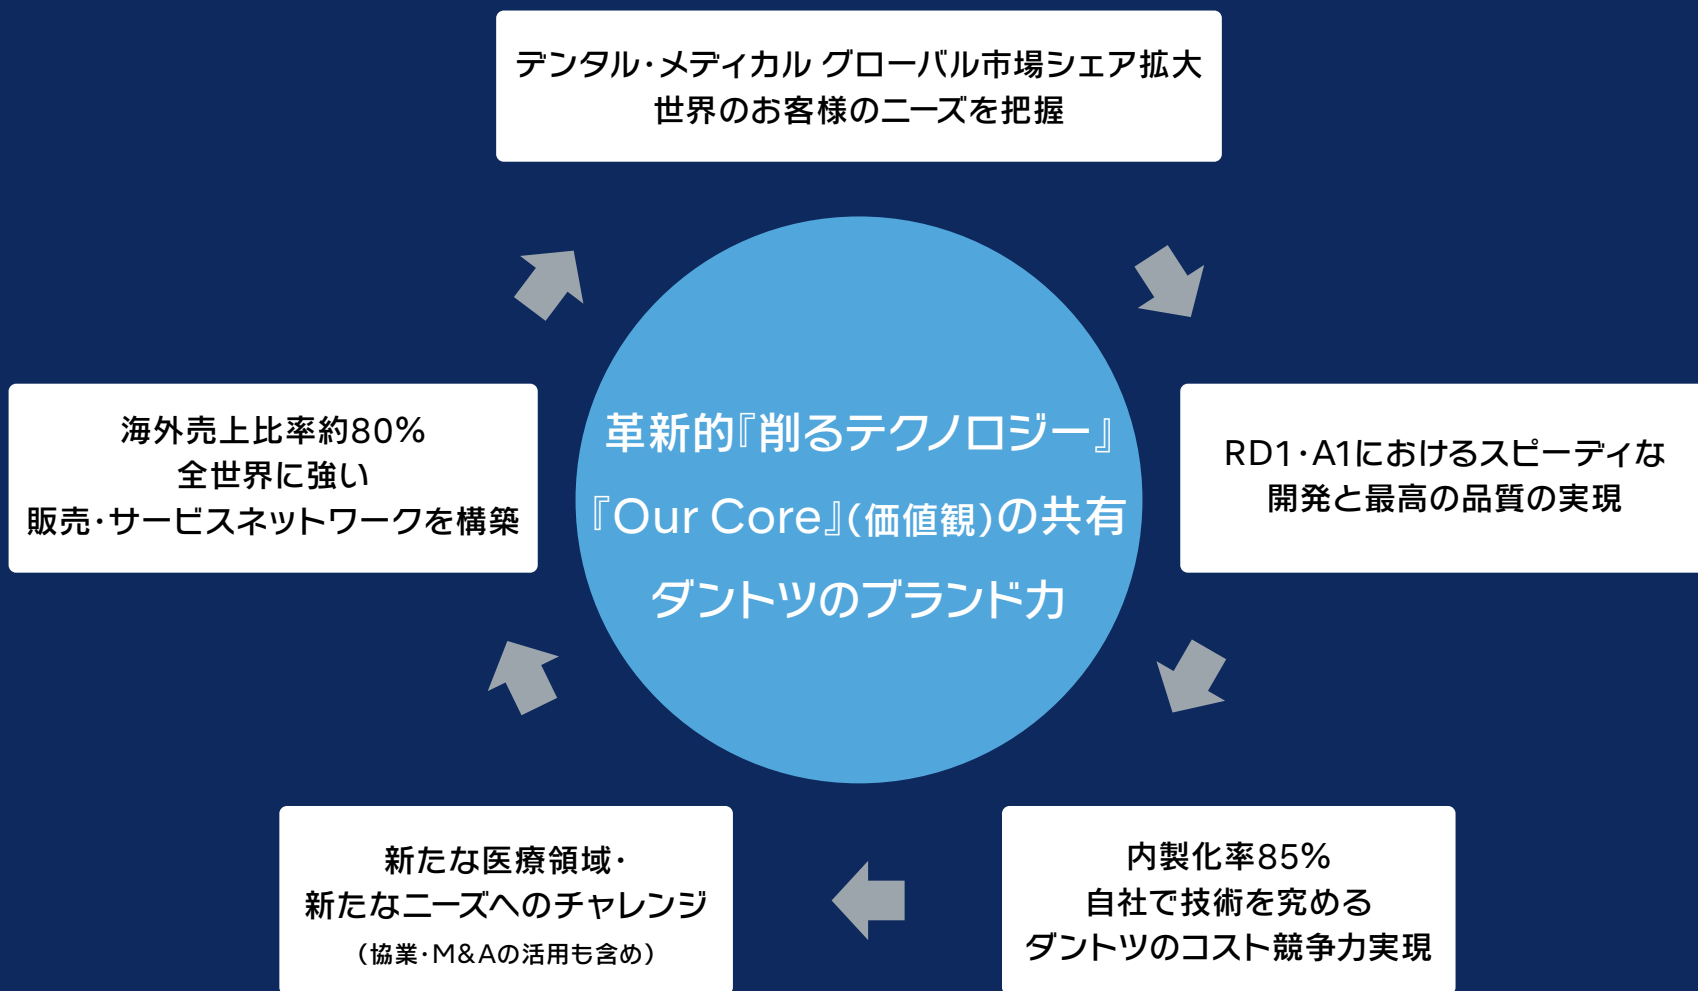 デンタル・メディカル グローバル市場シェア拡大
世界のお客様のニーズを把握
RD1・A1におけるスピーディな
開発と最高の品質の実現
内製化率85%
自社で技術を究める
ダントツのコスト競争力実現
新たな医療領域・
新たなニーズへのチャレンジ
（協業・M&Aの活用も含め）
海外売上比率約80%
全世界に強い
販売・サービスネットワークを構築
革新的『削るテクノロジー』
『Our Core』(価値観)の共有
ダントツのブランド力